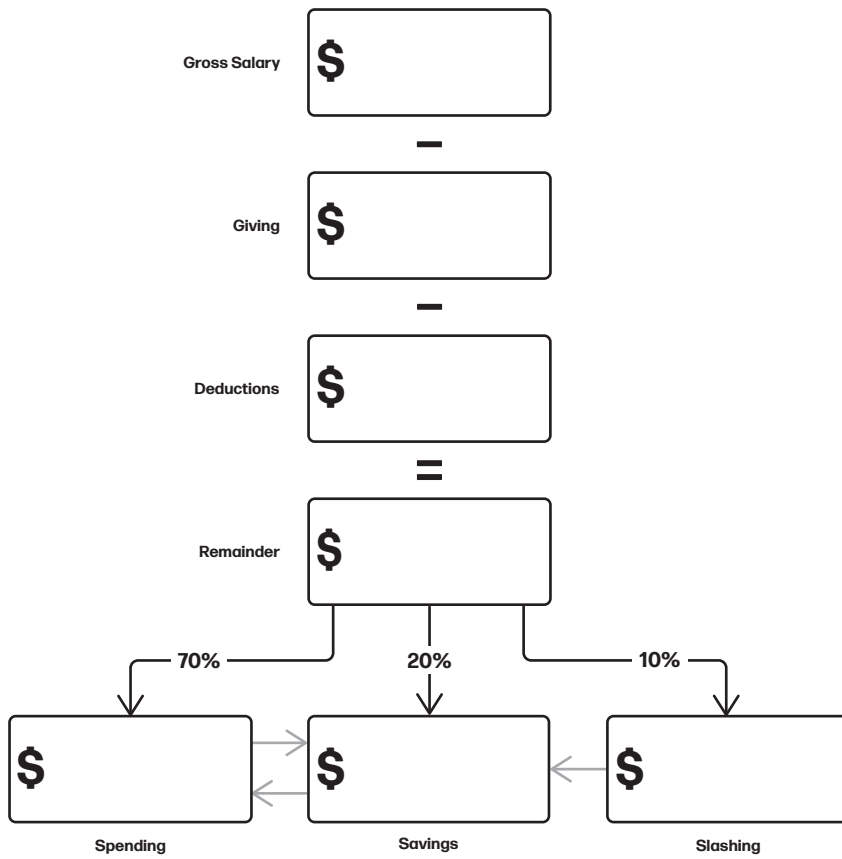 Gross Salary
$
−
Giving
$
−
Deductions
$
=
Remainder
$
70%
20%
10%
$
$
$
Spending
Savings
Slashing